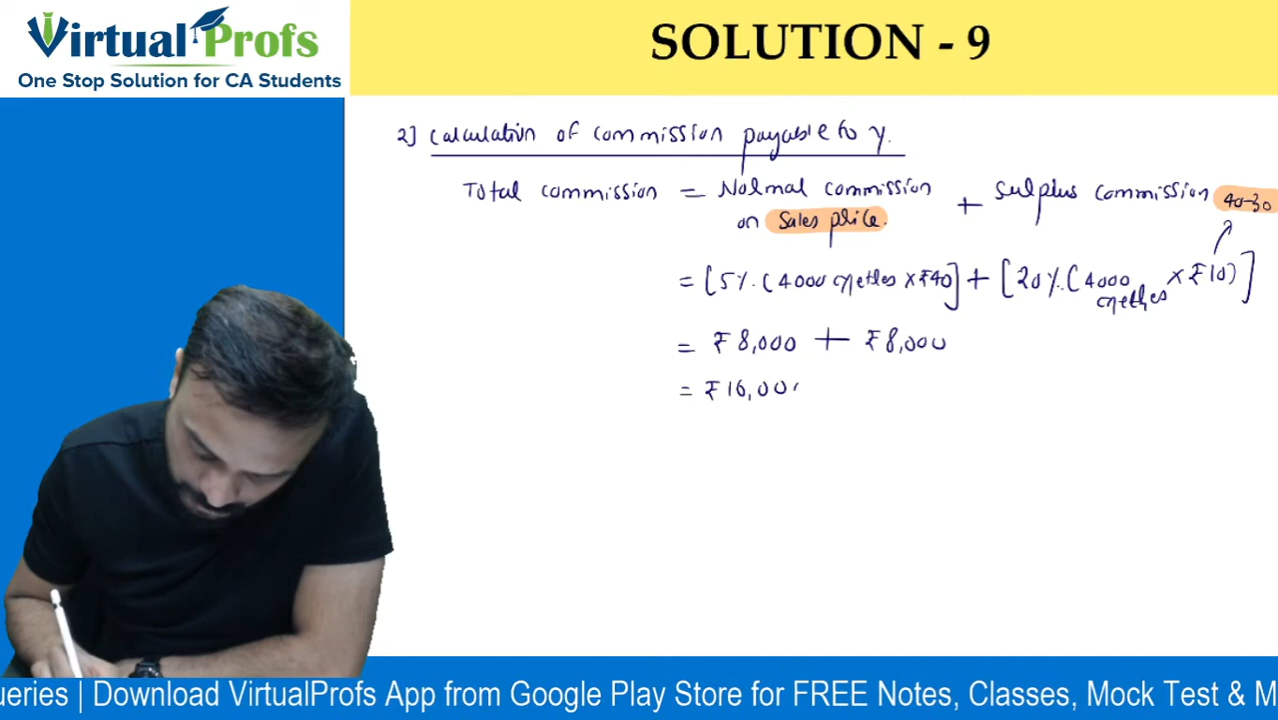 Virtual Profs
One Stop Solution for CA Students
SOLUTION - 9
2] Calculation of commission payable to Y.
Total commission = Normal commission + Surplus commission 40-30
on Sales price.
= [5%. (4000 metres × ₹40] + [20%. (4000 metres × ₹10)]
= ₹8,000 + ₹8,000
= ₹16,00
ueries | Download VirtualProfs App from Google Play Store for FREE Notes, Classes, Mock Test & M